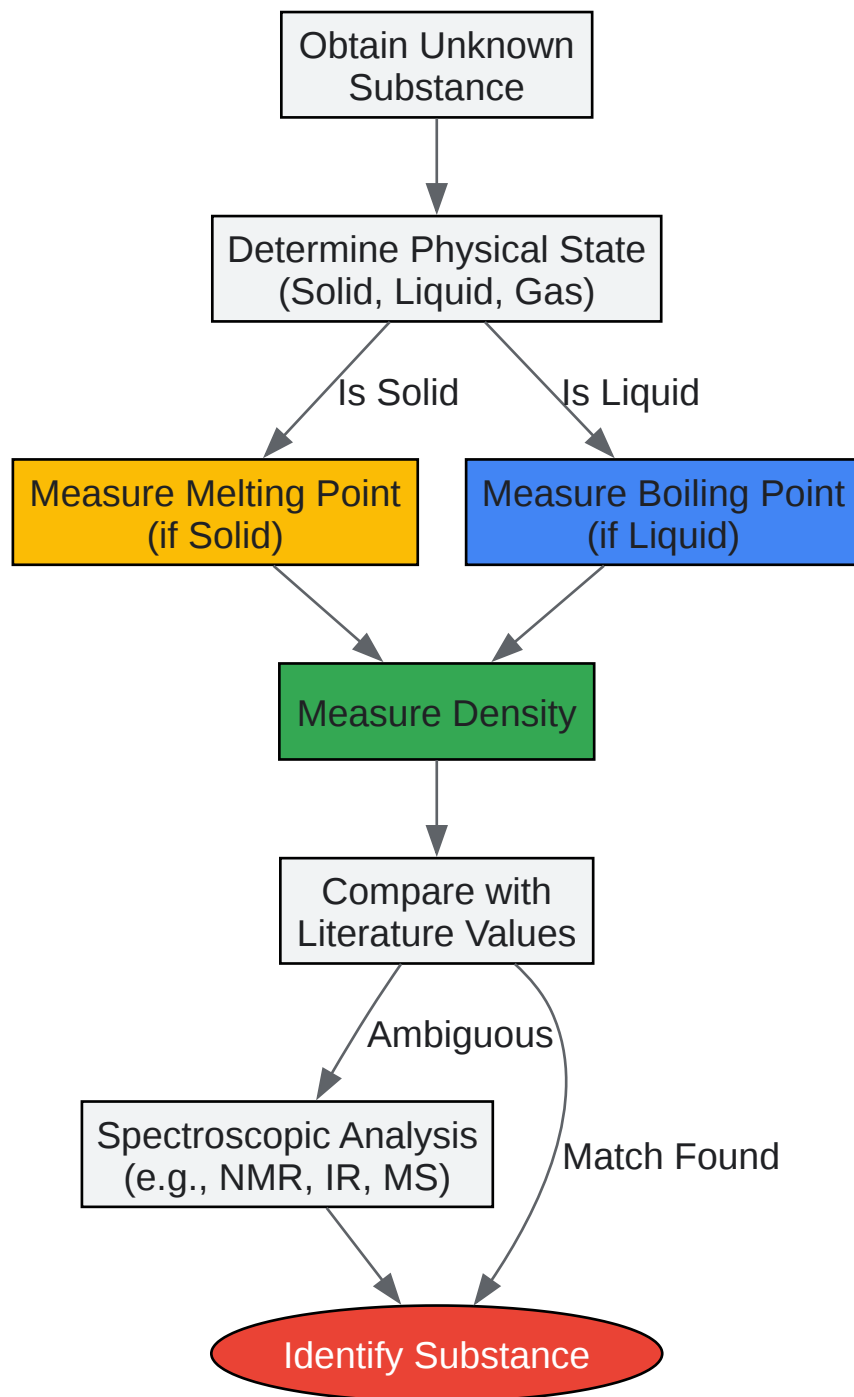 Obtain Unknown
Substance
Determine Physical State
(Solid, Liquid, Gas)
Is Solid
Is Liquid
Measure Melting Point
(if Solid)
Measure Boiling Point
(if Liquid)
Measure Density
Compare with
Literature Values
Ambiguous
Spectroscopic Analysis
(e.g., NMR, IR, MS)
Match Found
Identify Substance